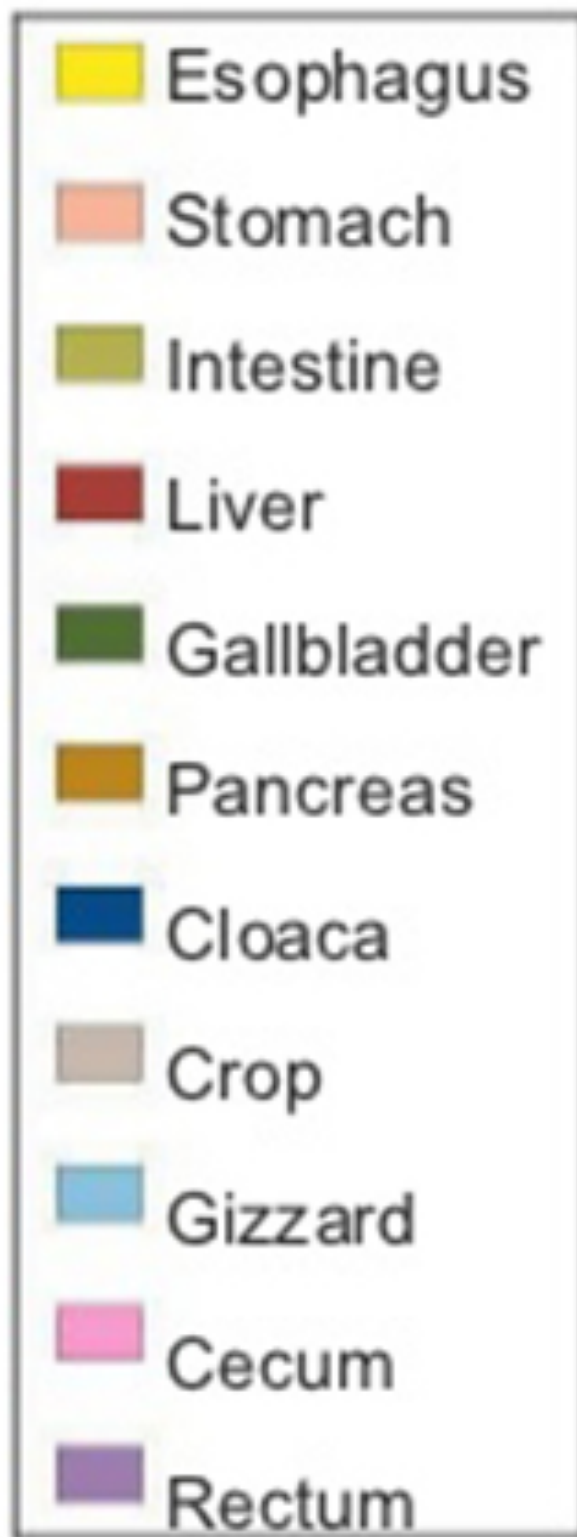 Esophagus
Stomach
Intestine
Liver
Gallbladder
Pancreas
Cloaca
Crop
Gizzard
Cecum
Rectum